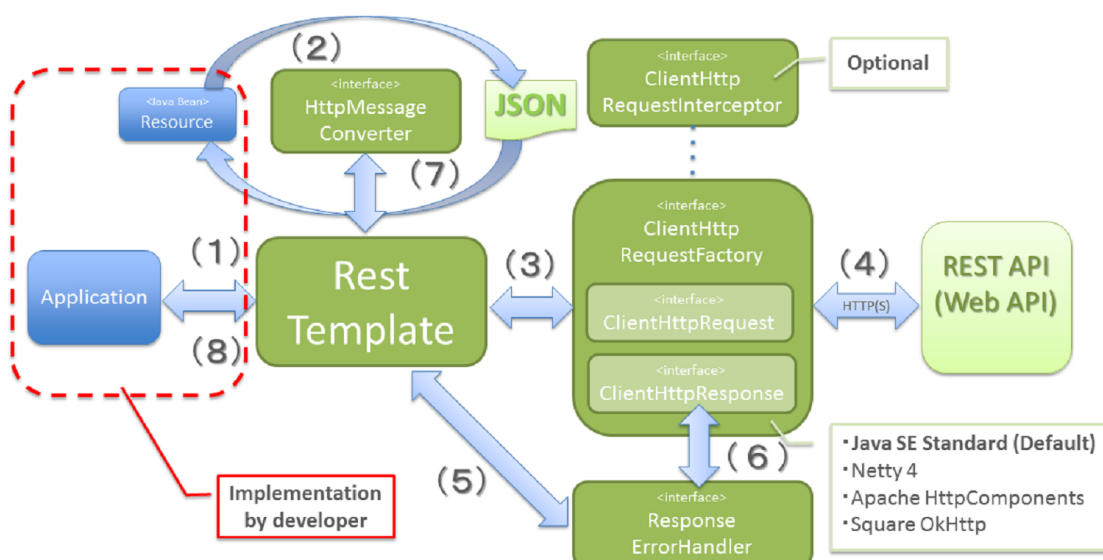 (2)
<interface>
HttpMessage
Converter
<Java Bean>
Resource
JSON
<interface>
ClientHttp
RequestInterceptor
Optional
(7)
(1)
Application
(8)
Rest
Template
(3)
<interface>
ClientHttp
RequestFactory
<interface>
ClientHttpRequest
<interface>
ClientHttpResponse
(4)
HTTP(S)
REST API
(Web API)
(5)
(6)
Implementation
by developer
<interface>
Response
ErrorHandler
・Java SE Standard (Default)
・Netty 4
・Apache HttpComponents
・Square OkHttp